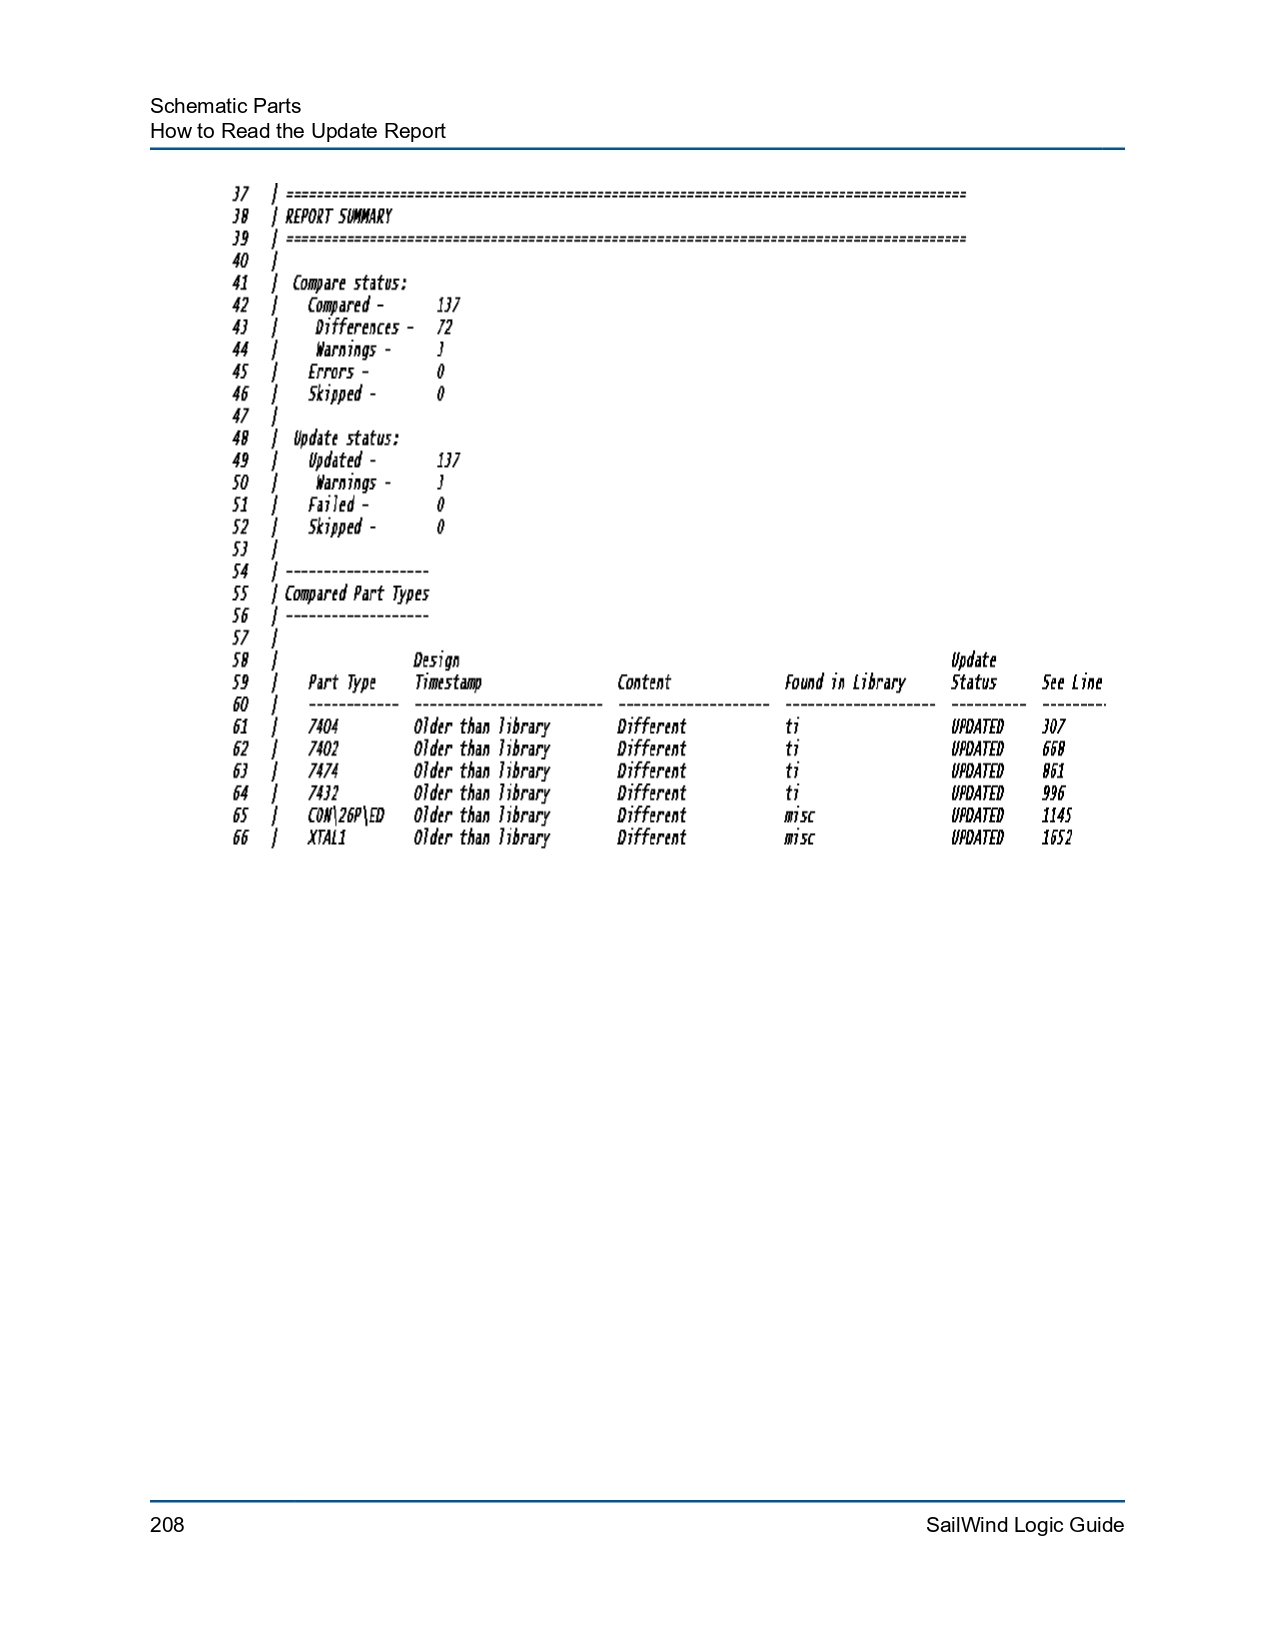 Schematic Parts
How to Read the Update Report
37 | ==========================================================================================
38 | REPORT SUMMARY
39 | ==========================================================================================
40 |
41 | Compare status:
42 | Compared - 137
43 | Differences - 72
44 | Warnings - 3
45 | Errors - 0
46 | Skipped - 0
47 |
48 | Update status:
49 | Updated - 137
50 | Warnings - 3
51 | Failed - 0
52 | Skipped - 0
53 |
54 | -------------------
55 | Compared Part Types
56 | -------------------
57 |
58 | Design Update
59 | Part Type Timestamp Content Found in Library Status See Line
60 | ------------ ------------------------- -------------------- -------------------- ---------- ---------
61 | 7404 Older than library Different ti UPDATED 307
62 | 7402 Older than library Different ti UPDATED 668
63 | 7474 Older than library Different ti UPDATED 861
64 | 7432 Older than library Different ti UPDATED 996
65 | CON\26P\ED Older than library Different misc UPDATED 1145
66 | XTAL1 Older than library Different misc UPDATED 1652
208 SailWind Logic Guide